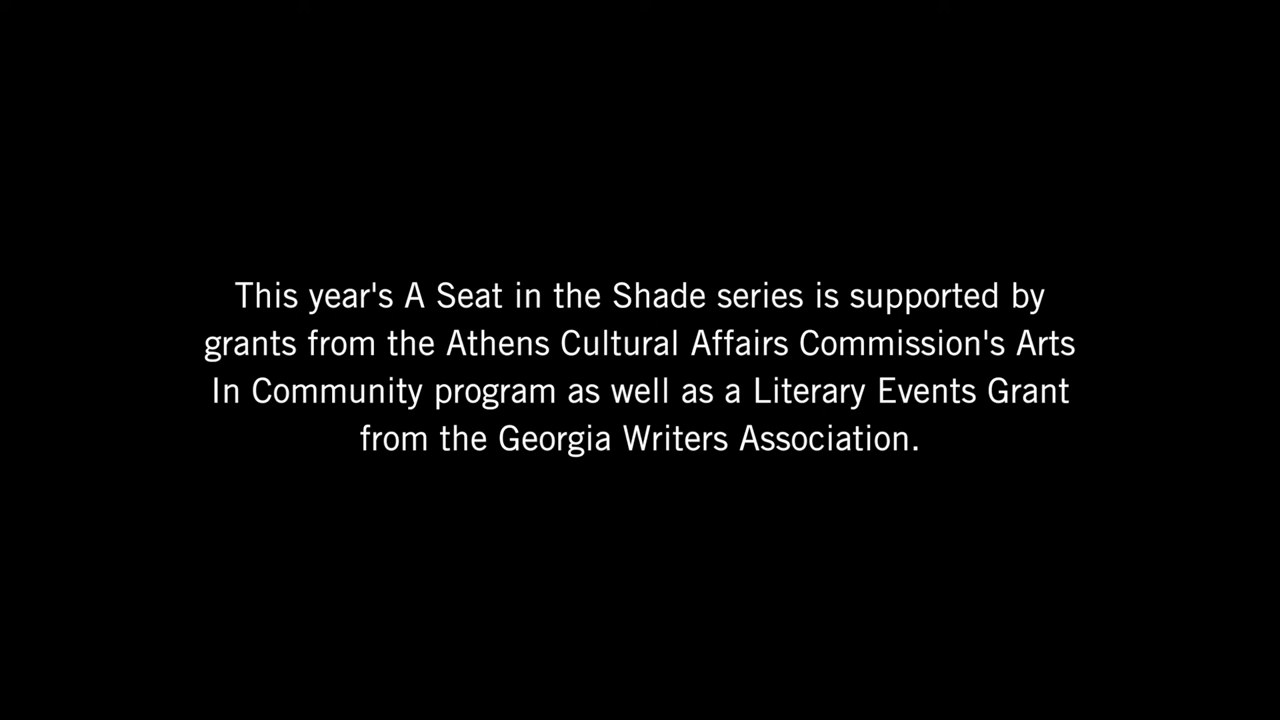 This year's A Seat in the Shade series is supported by
grants from the Athens Cultural Affairs Commission's Arts
In Community program as well as a Literary Events Grant
from the Georgia Writers Association.